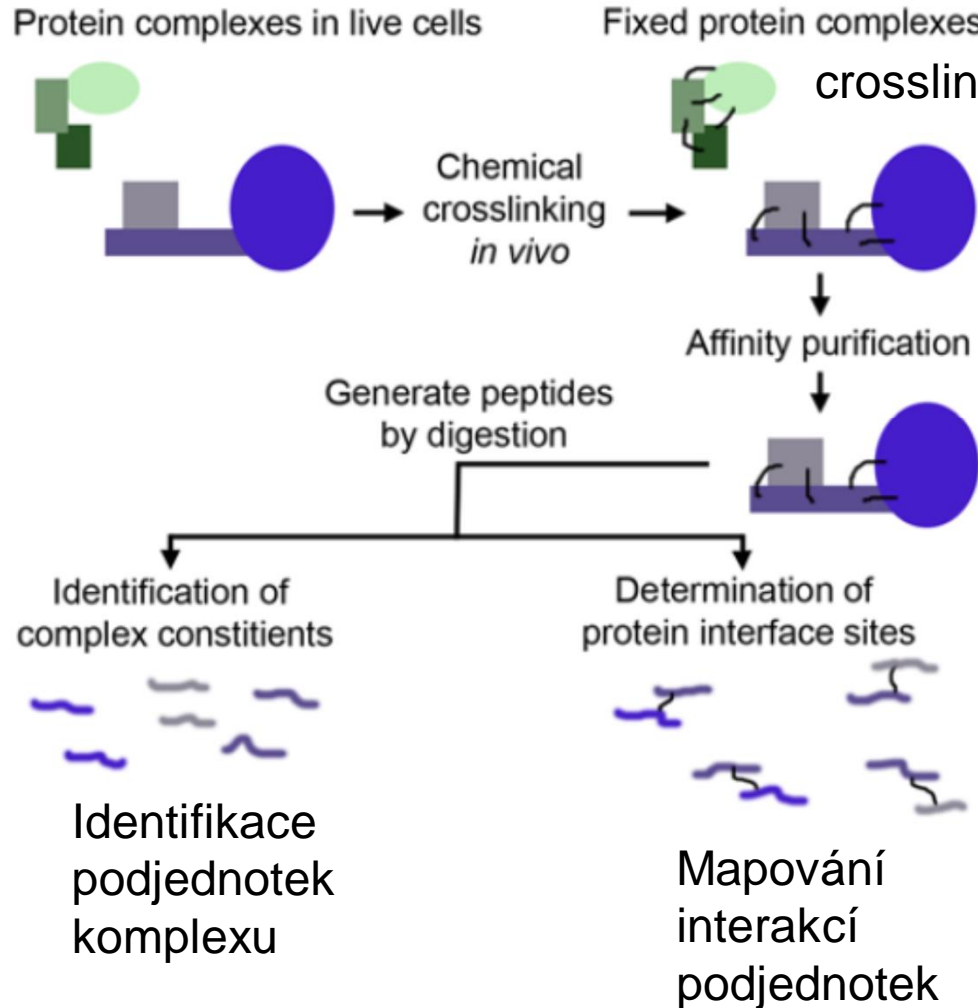 Protein complexes in live cells
Fixed protein complexes
crosslin
Chemical
crosslinking
in vivo
Affinity purification
Generate peptides
by digestion
Identification of
complex constitients
Determination of
protein interface sites
Identifikace
podjednotek
komplexu
Mapování
interakcí
podjednotek